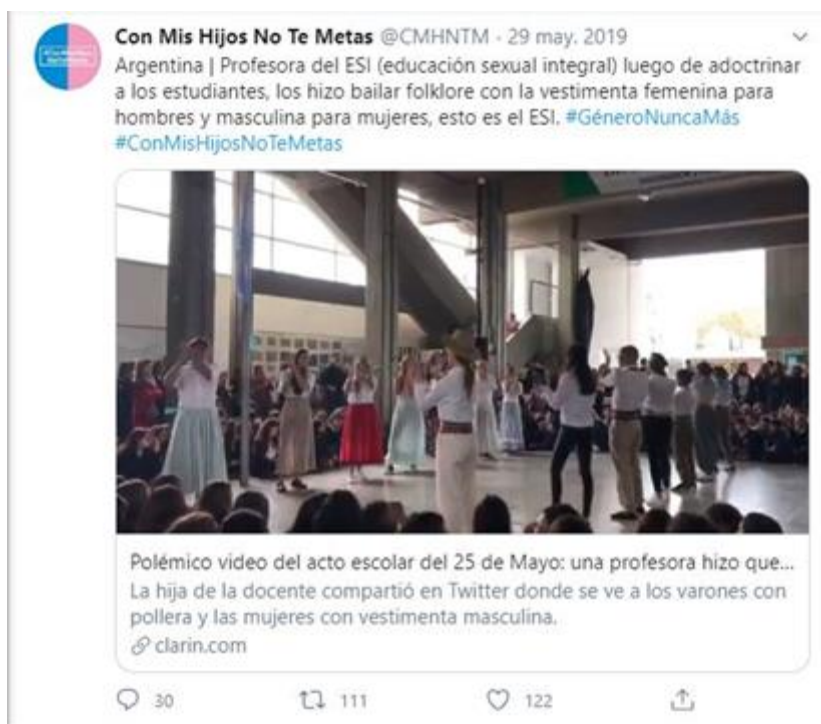 Con Mis Hijos No Te Metas @CMHNTM · 29 may. 2019
Argentina | Profesora del ESI (educación sexual integral) luego de adoctrinar
a los estudiantes, los hizo bailar folklore con la vestimenta femenina para
hombres y masculina para mujeres, esto es el ESI. #GéneroNuncaMás
#ConMisHijosNoTeMetas
Polémico video del acto escolar del 25 de Mayo: una profesora hizo que...
La hija de la docente compartió en Twitter donde se ve a los varones con
pollera y las mujeres con vestimenta masculina.
clarin.com
30 111 122